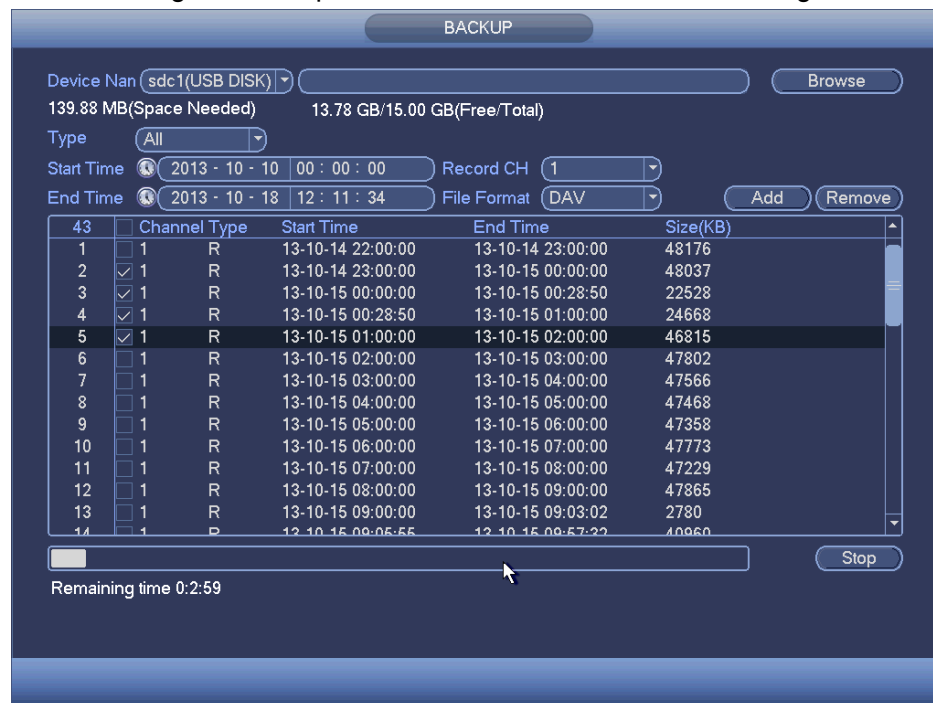 BACKUP
Device Nan sdc1(USB DISK) Browse
139.88 MB(Space Needed) 13.78 GB/15.00 GB(Free/Total)
Type All
Start Time 2013 - 10 - 10 00 : 00 : 00 Record CH 1
End Time 2013 - 10 - 18 12 : 11 : 34 File Format DAV Add Remove
43 Channel Type Start Time End Time Size(KB)
1 1 R 13-10-14 22:00:00 13-10-14 23:00:00 48176
2 1 R 13-10-14 23:00:00 13-10-15 00:00:00 48037
3 1 R 13-10-15 00:00:00 13-10-15 00:28:50 22528
4 1 R 13-10-15 00:28:50 13-10-15 01:00:00 24668
5 1 R 13-10-15 01:00:00 13-10-15 02:00:00 46815
6 1 R 13-10-15 02:00:00 13-10-15 03:00:00 47802
7 1 R 13-10-15 03:00:00 13-10-15 04:00:00 47566
8 1 R 13-10-15 04:00:00 13-10-15 05:00:00 47468
9 1 R 13-10-15 05:00:00 13-10-15 06:00:00 47358
10 1 R 13-10-15 06:00:00 13-10-15 07:00:00 47773
11 1 R 13-10-15 07:00:00 13-10-15 08:00:00 47229
12 1 R 13-10-15 08:00:00 13-10-15 09:00:00 47865
13 1 R 13-10-15 09:00:00 13-10-15 09:03:02 2780
14 1 R 13-10-15 40960
Stop
Remaining time 0:2:59